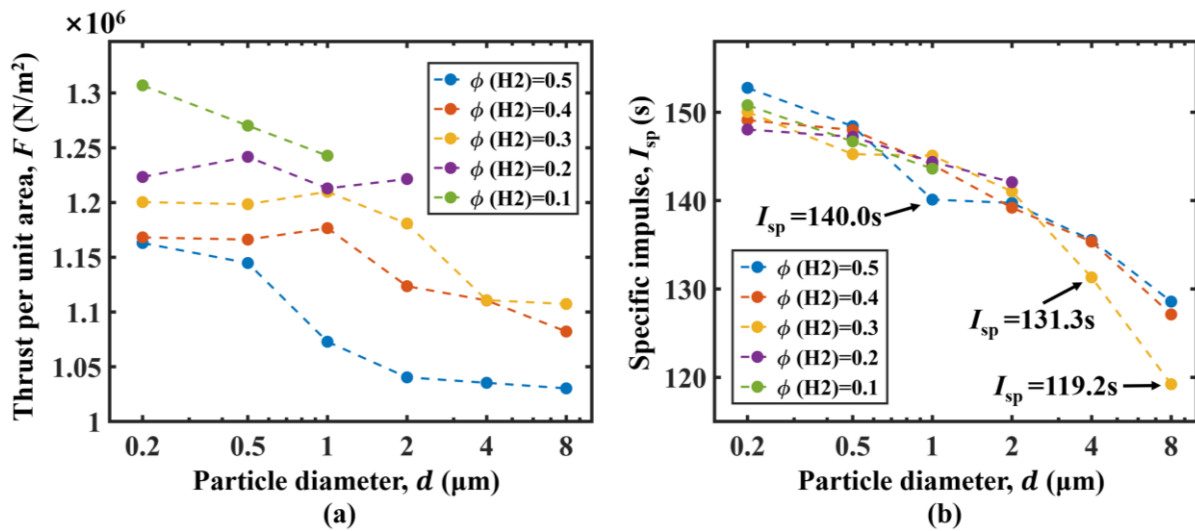 ×10⁶
Thrust per unit area, F (N/m²)
1.3
1.25
1.2
1.15
1.1
1.05
1
ϕ (H2)=0.5
ϕ (H2)=0.4
ϕ (H2)=0.3
ϕ (H2)=0.2
ϕ (H2)=0.1
0.2 0.5 1 2 4 8
Particle diameter, d (μm)
(a)
Specific impulse, Isp (s)
150
140
130
120
Isp=140.0s
Isp=131.3s
Isp=119.2s
ϕ (H2)=0.5
ϕ (H2)=0.4
ϕ (H2)=0.3
ϕ (H2)=0.2
ϕ (H2)=0.1
0.2 0.5 1 2 4 8
Particle diameter, d (μm)
(b)